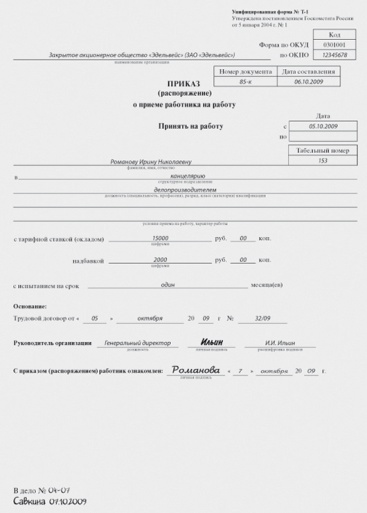 Унифицированная форма № Т-1
Утверждена постановлением Госкомстата России
от 5 января 2004 г. № 1
Код
Форма по ОКУД 0301001
Закрытое акционерное общество «Эдельвейс» (ЗАО «Эдельвейс») по ОКПО 12345678
наименование организации
Номер документа Дата составления
ПРИКАЗ 85-к 06.10.2009
(распоряжение)
о приеме работника на работу
Дата
Принять на работу с 05.10.2009
по
Табельный номер
Романову Ирину Николаевну 153
фамилия, имя, отчество
в канцелярию
структурное подразделение
делопроизводителем
должность (специальность, профессия), разряд, класс (категория) квалификации
условия приема на работу, характер работы
с тарифной ставкой (окладом) 15000 руб. 00 коп.
цифрами
надбавкой 2000 руб. 00 коп.
цифрами
с испытанием на срок один месяца(ев)
Основание:
Трудовой договор от « 05 » октября 20 09 г. № 32/09
Руководитель организации Генеральный директор Ильин И.И. Ильин
должность личная подпись расшифровка подписи
С приказом (распоряжением) работник ознакомлен: Романова « 7 » октября 20 09 г.
личная подпись
В дело № 04-07
Савкина 07.10.2009